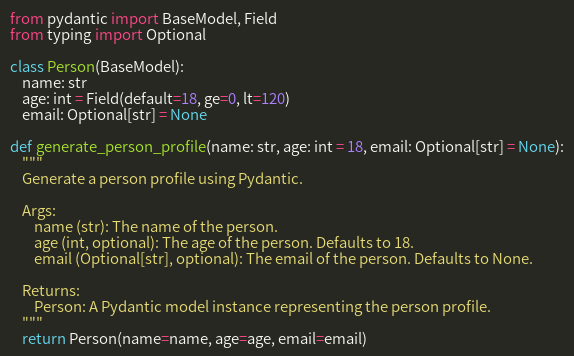 from pydantic import BaseModel, Field
from typing import Optional

class Person(BaseModel):
    name: str
    age: int = Field(default=18, ge=0, lt=120)
    email: Optional[str] = None

def generate_person_profile(name: str, age: int = 18, email: Optional[str] = None):
    """
    Generate a person profile using Pydantic.

    Args:
        name (str): The name of the person.
        age (int, optional): The age of the person. Defaults to 18.
        email (Optional[str], optional): The email of the person. Defaults to None.

    Returns:
        Person: A Pydantic model instance representing the person profile.
    """
    return Person(name=name, age=age, email=email)